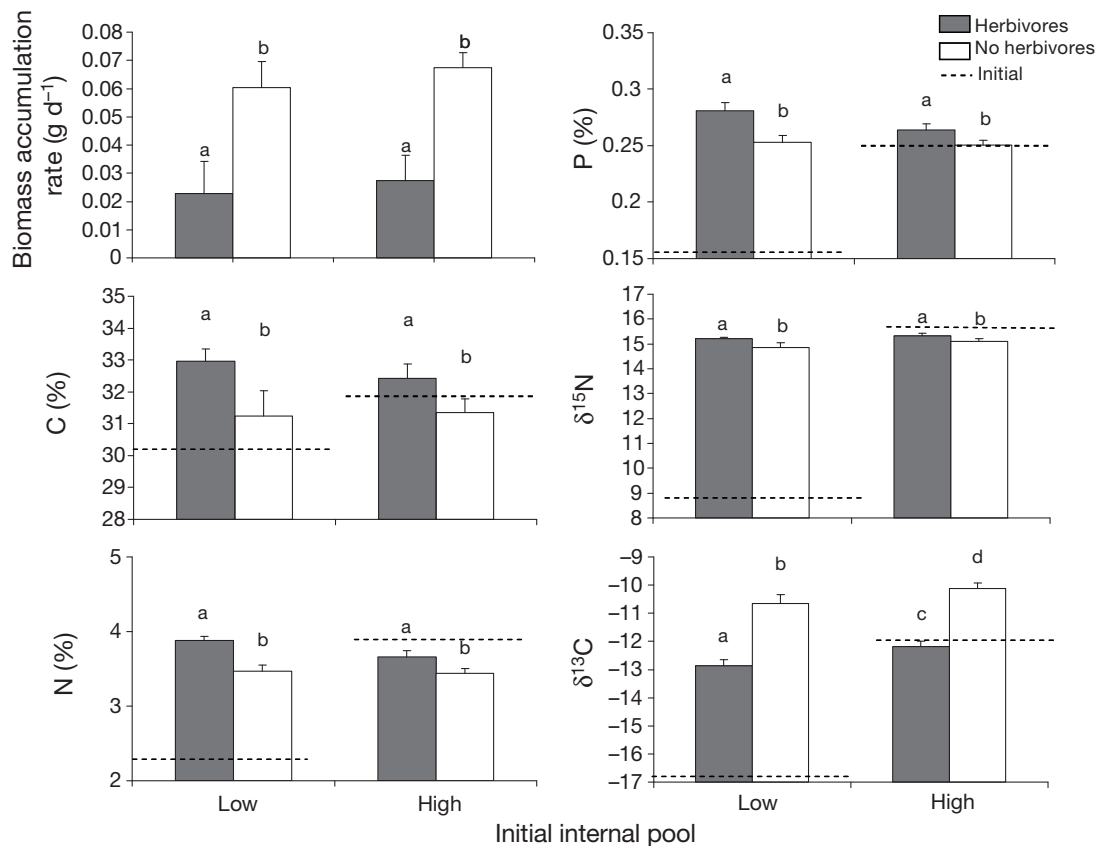 Herbivores
No herbivores
Initial
Biomass accumulation
rate (g d–1)
0.08
0.07
0.06
0.05
0.04
0.03
0.02
0.01
0
a
b
a
b
P (%)
0.35
0.3
0.25
0.2
0.15
a
b
a
b
C (%)
35
34
33
32
31
30
29
28
a
b
a
b
δ15N
17
16
15
14
13
12
11
10
9
8
a
b
a
b
N (%)
5
4
3
2
a
b
a
b
Low
High
δ13C
–9
–10
–11
–12
–13
–14
–15
–16
–17
a
b
c
d
Low
High
Initial internal pool